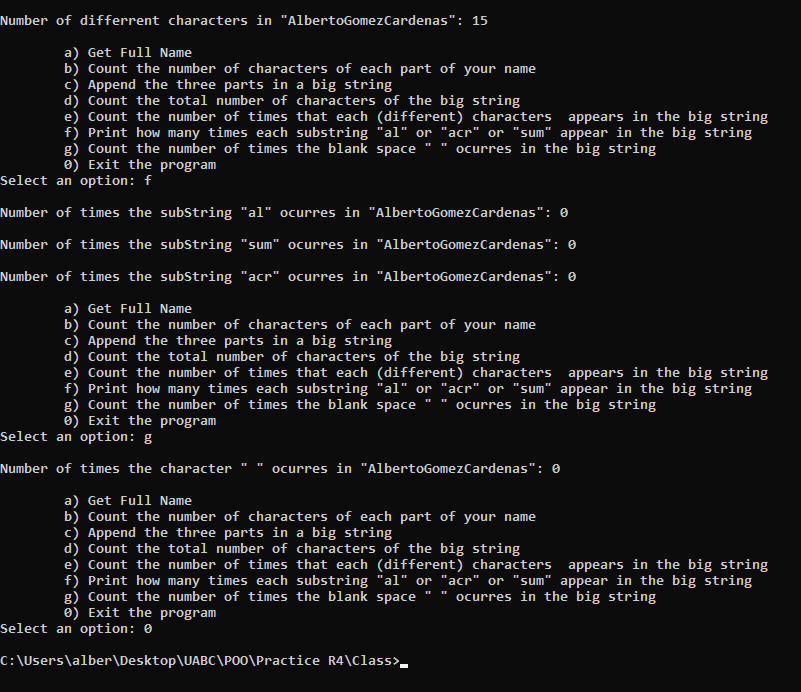 Number of differrent characters in "AlbertoGomezCardenas": 15
a) Get Full Name
b) Count the number of characters of each part of your name
c) Append the three parts in a big string
d) Count the total number of characters of the big string
e) Count the number of times that each (different) characters  appears in the big string
f) Print how many times each substring "al" or "acr" or "sum" appear in the big string
g) Count the number of times the blank space " " ocurres in the big string
0) Exit the program
Select an option: f
Number of times the subString "al" ocurres in "AlbertoGomezCardenas": 0
Number of times the subString "sum" ocurres in "AlbertoGomezCardenas": 0
Number of times the subString "acr" ocurres in "AlbertoGomezCardenas": 0
a) Get Full Name
b) Count the number of characters of each part of your name
c) Append the three parts in a big string
d) Count the total number of characters of the big string
e) Count the number of times that each (different) characters  appears in the big string
f) Print how many times each substring "al" or "acr" or "sum" appear in the big string
g) Count the number of times the blank space " " ocurres in the big string
0) Exit the program
Select an option: g
Number of times the character " " ocurres in "AlbertoGomezCardenas": 0
a) Get Full Name
b) Count the number of characters of each part of your name
c) Append the three parts in a big string
d) Count the total number of characters of the big string
e) Count the number of times that each (different) characters  appears in the big string
f) Print how many times each substring "al" or "acr" or "sum" appear in the big string
g) Count the number of times the blank space " " ocurres in the big string
0) Exit the program
Select an option: 0
C:\Users\alber\Desktop\UABC\POO\Practice R4\Class>